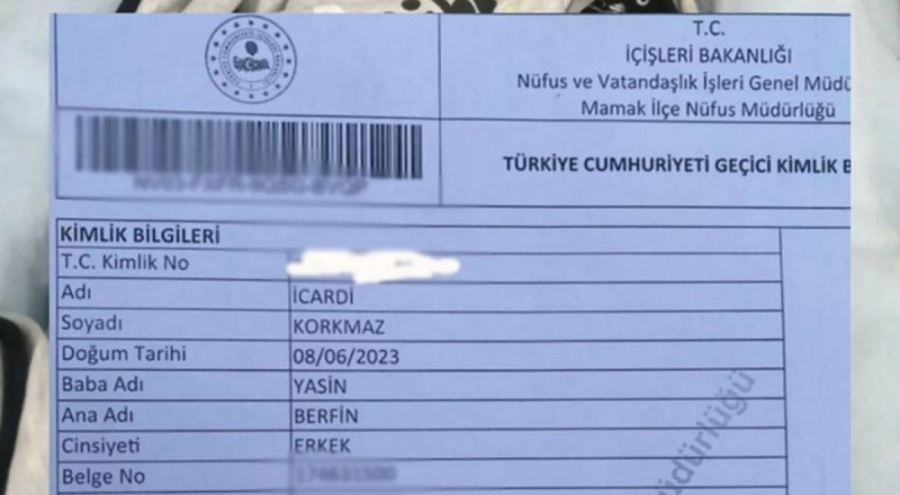 T.C.
İÇİŞLERİ BAKANLIĞI
Nüfus ve Vatandaşlık İşleri Genel Müdü
Mamak İlçe Nüfus Müdürlüğü
TÜRKİYE CUMHURİYETİ GEÇİCİ KİMLİK B
KİMLİK BİLGİLERİ
T.C. Kimlik No
Adı İCARDİ
Soyadı KORKMAZ
Doğum Tarihi 08/06/2023
Baba Adı YASİN
Ana Adı BERFİN
Cinsiyeti ERKEK
Belge No
üdürlüğü